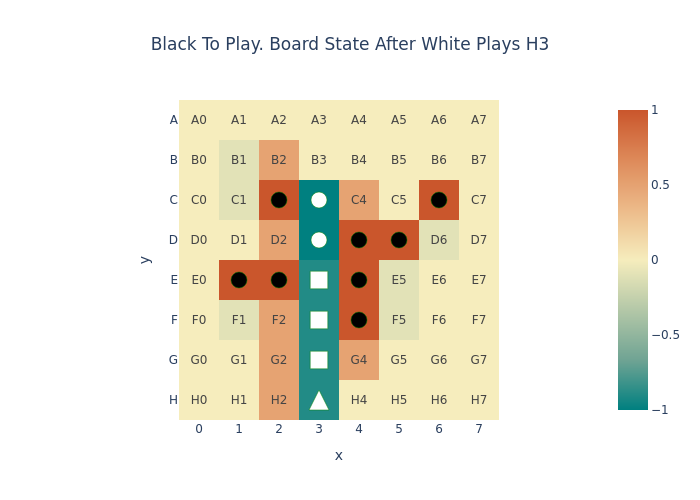 Black To Play. Board State After White Plays H3
A A0 A1 A2 A3 A4 A5 A6 A7 1
B B0 B1 B2 B3 B4 B5 B6 B7 0.5
C C0 C1 C4 C5 C7
D D0 D1 D2 D6 D7 0
y
E E0 E5 E6 E7
F F0 F1 F2 F5 F6 F7 −0.5
G G0 G1 G2 G4 G5 G6 G7
H H0 H1 H2 H4 H5 H6 H7 −1
0 1 2 3 4 5 6 7
x